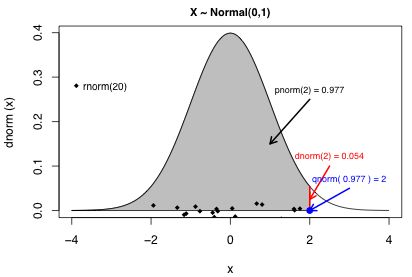 X ~ Normal(0,1)
dnorm (x)
0.4
0.3
0.2
0.1
0.0
rnorm(20)
pnorm(2) = 0.977
dnorm(2) = 0.054
qnorm( 0.977 ) = 2
−4 −2 0 2 4
x